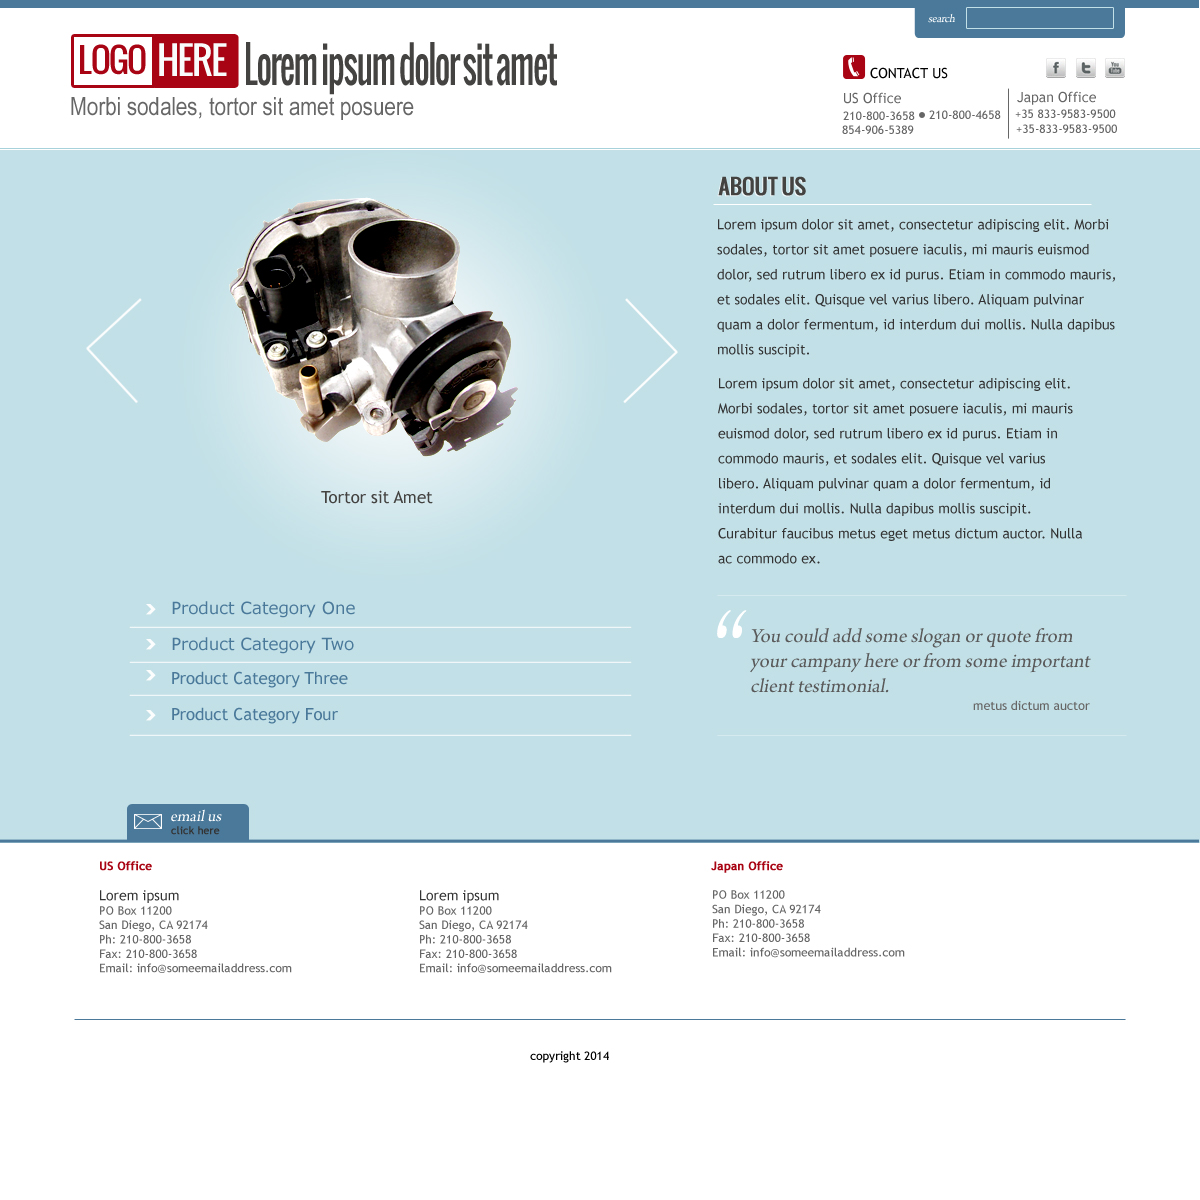 search
LOGO HERE Lorem ipsum dolor sit amet
Morbi sodales, tortor sit amet posuere
CONTACT US
f t You Tube
US Office
210-800-3658 • 210-800-4658
854-906-5389
Japan Office
+35 833-9583-9500
+35-833-9583-9500
Tortor sit Amet
Product Category One
Product Category Two
Product Category Three
Product Category Four
ABOUT US
Lorem ipsum dolor sit amet, consectetur adipiscing elit. Morbi
sodales, tortor sit amet posuere iaculis, mi mauris euismod
dolor, sed rutrum libero ex id purus. Etiam in commodo mauris,
et sodales elit. Quisque vel varius libero. Aliquam pulvinar
quam a dolor fermentum, id interdum dui mollis. Nulla dapibus
mollis suscipit.
Lorem ipsum dolor sit amet, consectetur adipiscing elit.
Morbi sodales, tortor sit amet posuere iaculis, mi mauris
euismod dolor, sed rutrum libero ex id purus. Etiam in
commodo mauris, et sodales elit. Quisque vel varius
libero. Aliquam pulvinar quam a dolor fermentum, id
interdum dui mollis. Nulla dapibus mollis suscipit.
Curabitur faucibus metus eget metus dictum auctor. Nulla
ac commodo ex.
“You could add some slogan or quote from
your campany here or from some important
client testimonial.
metus dictum auctor
email us
click here
US Office
Lorem ipsum
PO Box 11200
San Diego, CA 92174
Ph: 210-800-3658
Fax: 210-800-3658
Email: info@someemailaddress.com
Lorem ipsum
PO Box 11200
San Diego, CA 92174
Ph: 210-800-3658
Fax: 210-800-3658
Email: info@someemailaddress.com
Japan Office
PO Box 11200
San Diego, CA 92174
Ph: 210-800-3658
Fax: 210-800-3658
Email: info@someemailaddress.com
copyright 2014